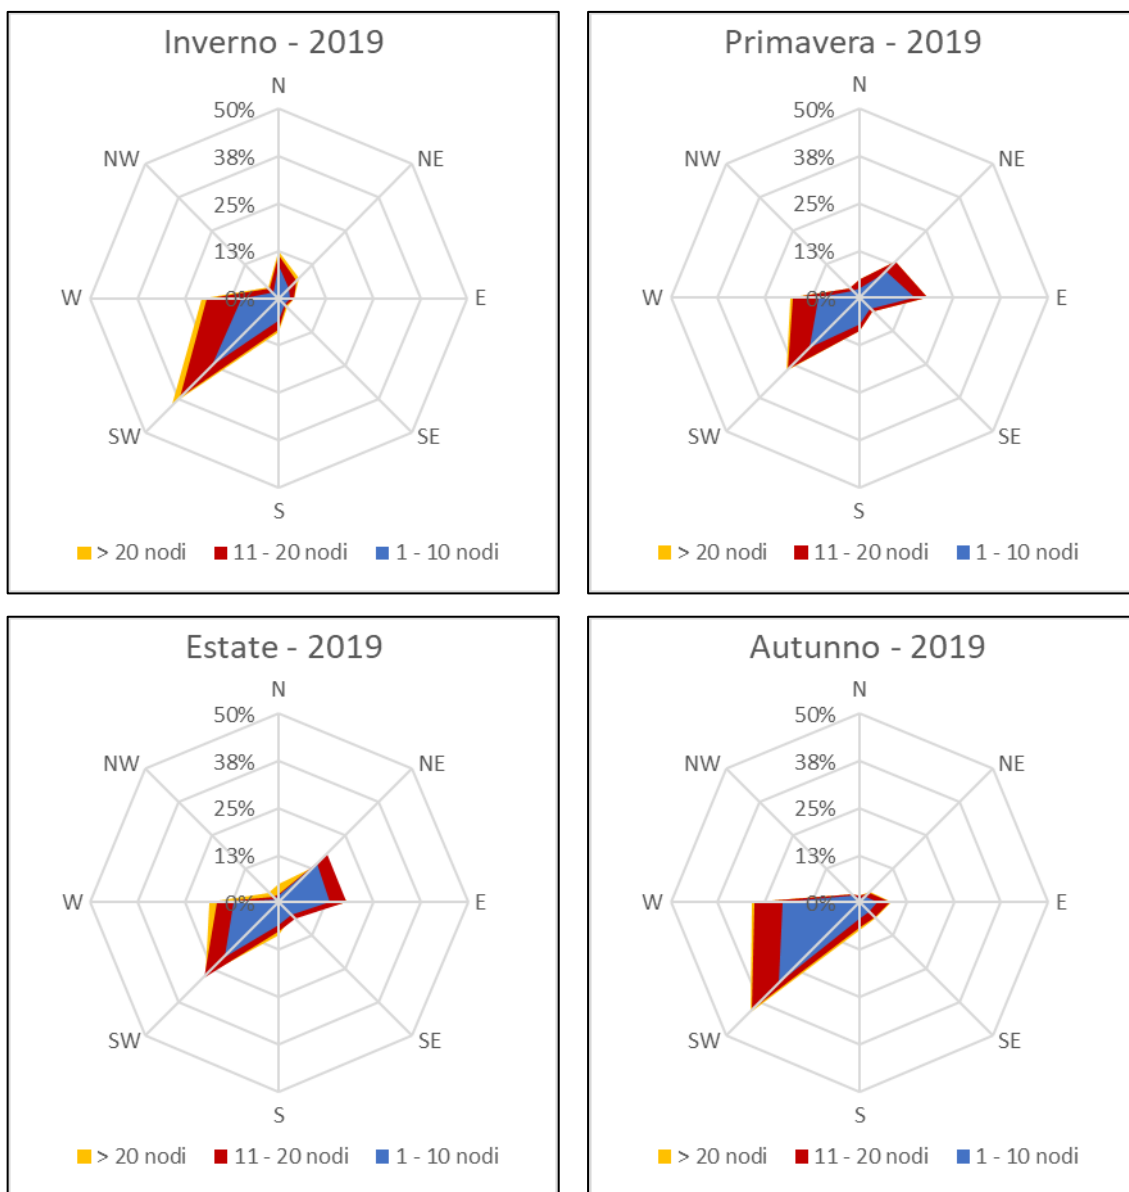 Inverno - 2019
N
50%
NW
38%
NE
25%
13%
W
0%
E
SW
SE
S
> 20 nodi
11 - 20 nodi
1 - 10 nodi
Primavera - 2019
N
50%
NW
38%
NE
25%
13%
W
0%
E
SW
SE
S
> 20 nodi
11 - 20 nodi
1 - 10 nodi
Estate - 2019
N
50%
NW
38%
NE
25%
13%
W
0%
E
SW
SE
S
> 20 nodi
11 - 20 nodi
1 - 10 nodi
Autunno - 2019
N
50%
NW
38%
NE
25%
13%
W
0%
E
SW
SE
S
> 20 nodi
11 - 20 nodi
1 - 10 nodi